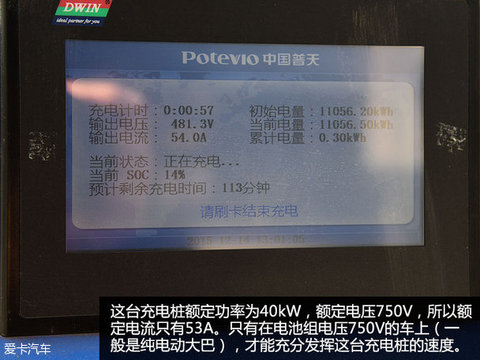 DWIN
ideal partner for you
Potevio 中国普天
充电计时：0:00:57 初始电量：11056.20kWh
输出电压： 481.3V 当前电量：11056.50kWh
输出电流： 54.0A 累计电量：0.30kWh
当前状态：正在充电...
当前 SOC：14%
预计剩余充电时间：113分钟
请刷卡结束充电
2015-12-14 13:01:05
这台充电桩额定功率为40kW，额定电压750V，所以额
定电流只有53A。只有在电池组电压750V的车上（一
般是纯电动大巴），才能充分发挥这台充电桩的速度。
爱卡汽车